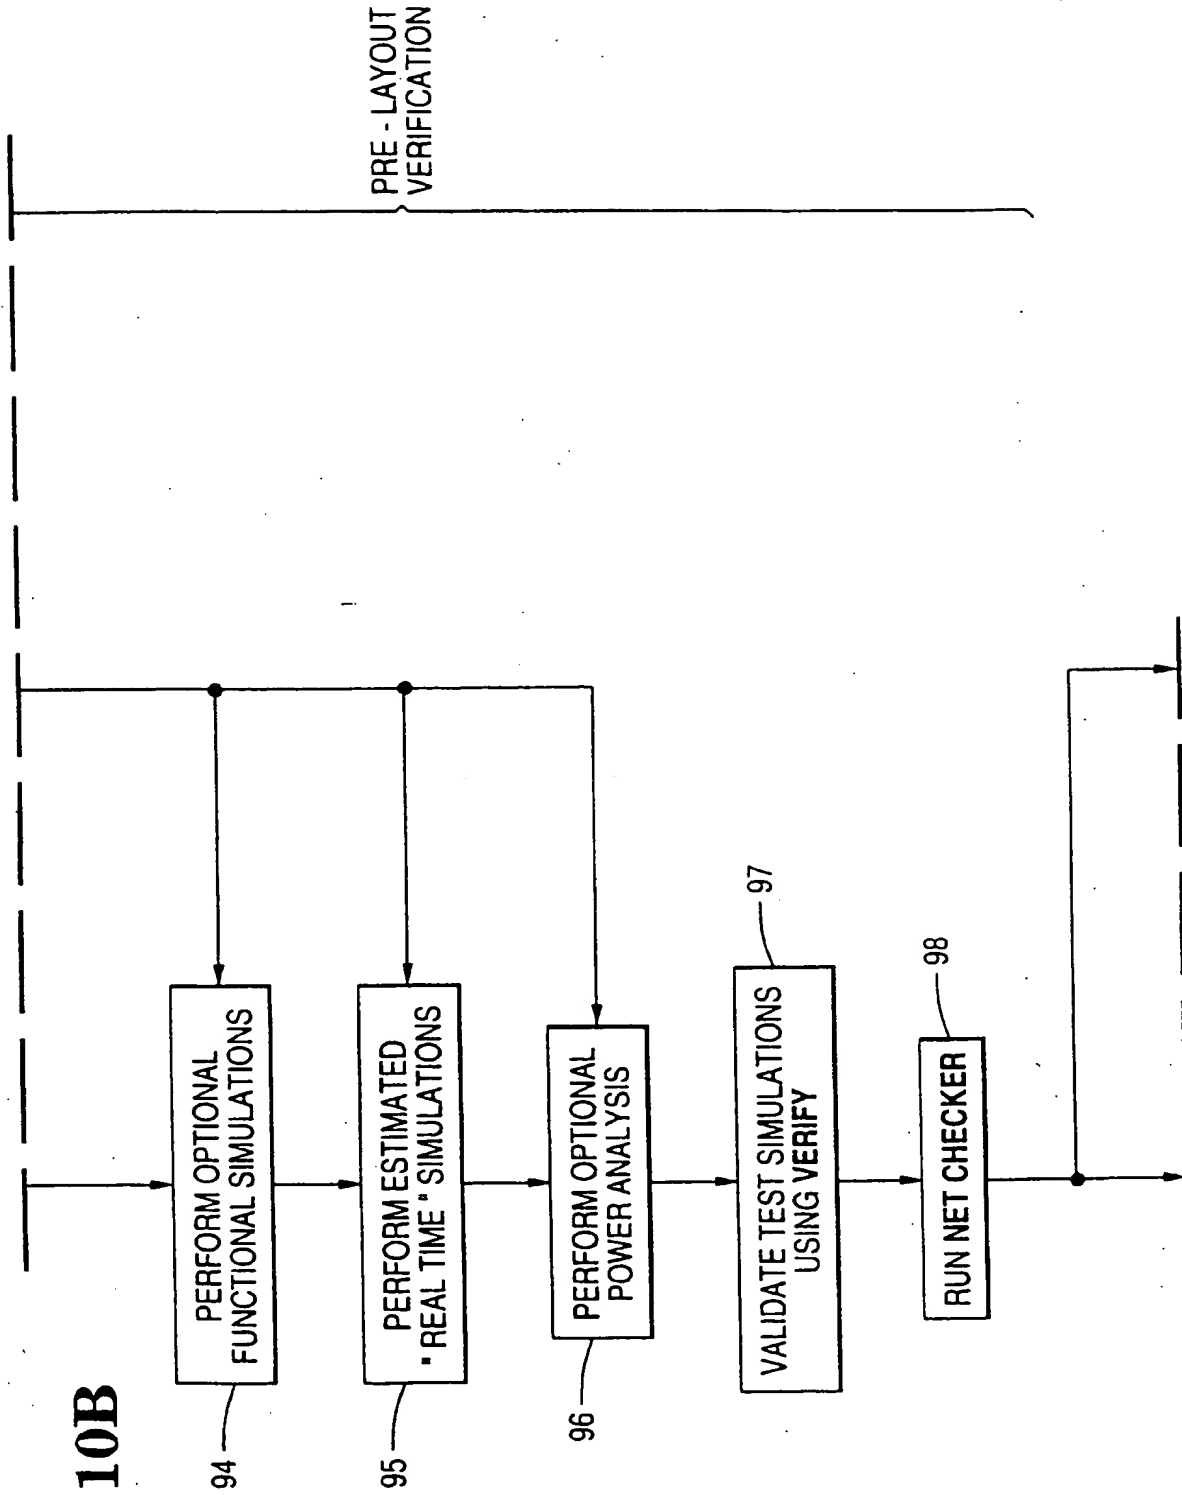 10B
PRE - LAYOUT
VERIFICATION
94
PERFORM OPTIONAL
FUNCTIONAL SIMULATIONS
95
PERFORM ESTIMATED
" REAL TIME " SIMULATIONS
96
PERFORM OPTIONAL
POWER ANALYSIS
97
VALIDATE TEST SIMULATIONS
USING VERIFY
98
RUN NET CHECKER